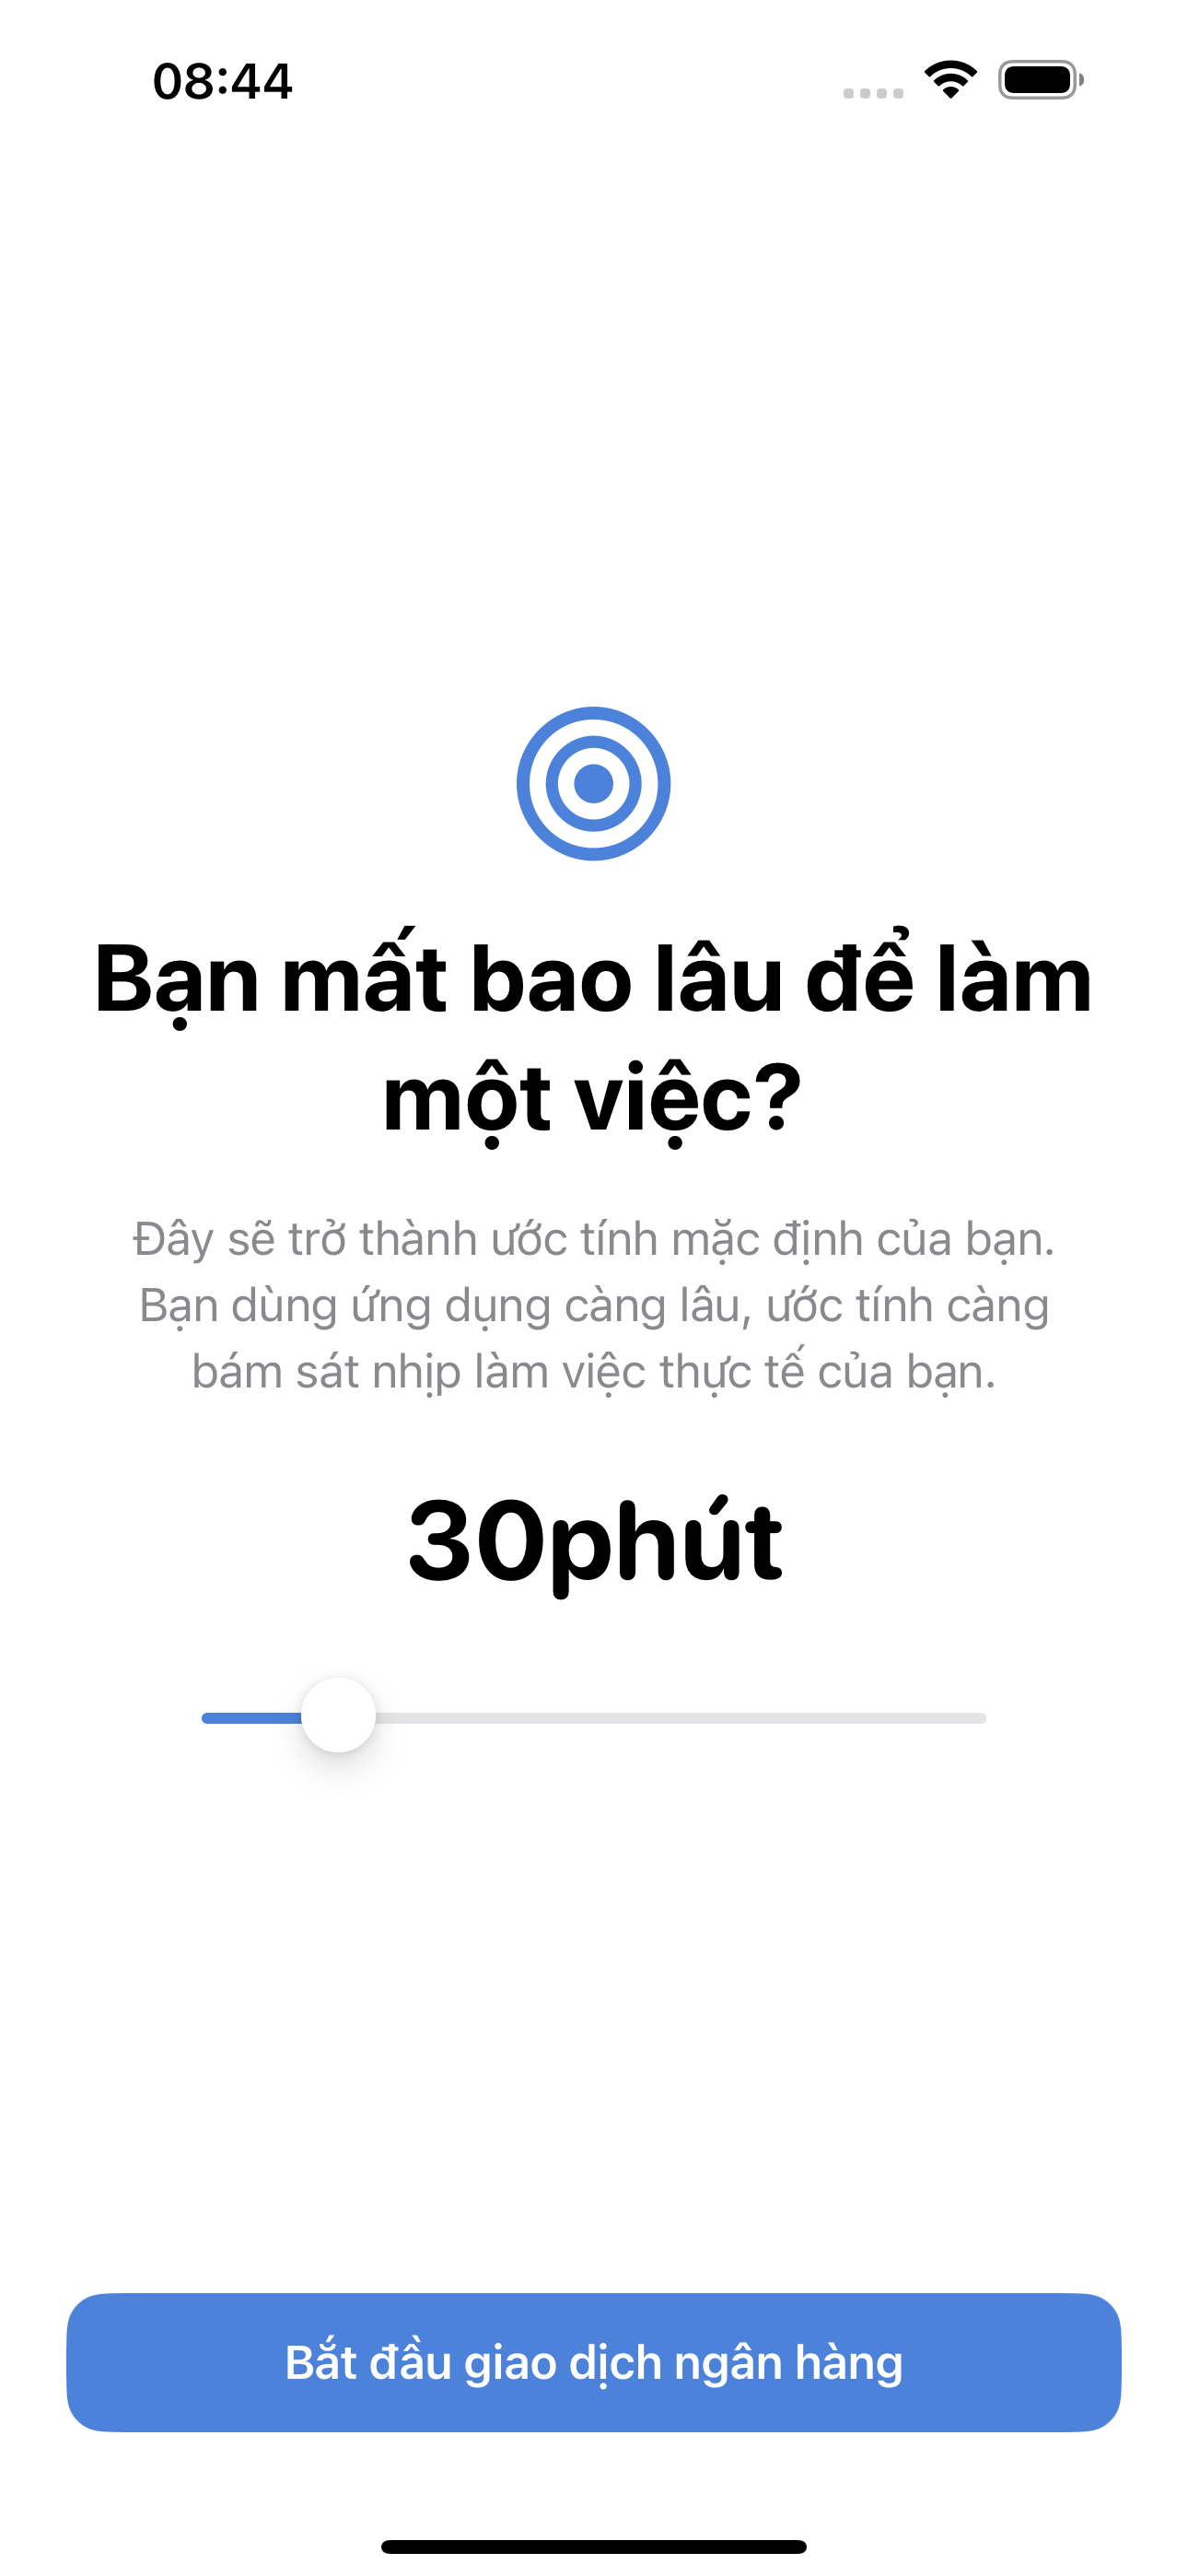 08:44
Bạn mất bao lâu để làm
một việc?
Đây sẽ trở thành ước tính mặc định của bạn.
Bạn dùng ứng dụng càng lâu, ước tính càng
bám sát nhịp làm việc thực tế của bạn.
30phút
Bắt đầu giao dịch ngân hàng